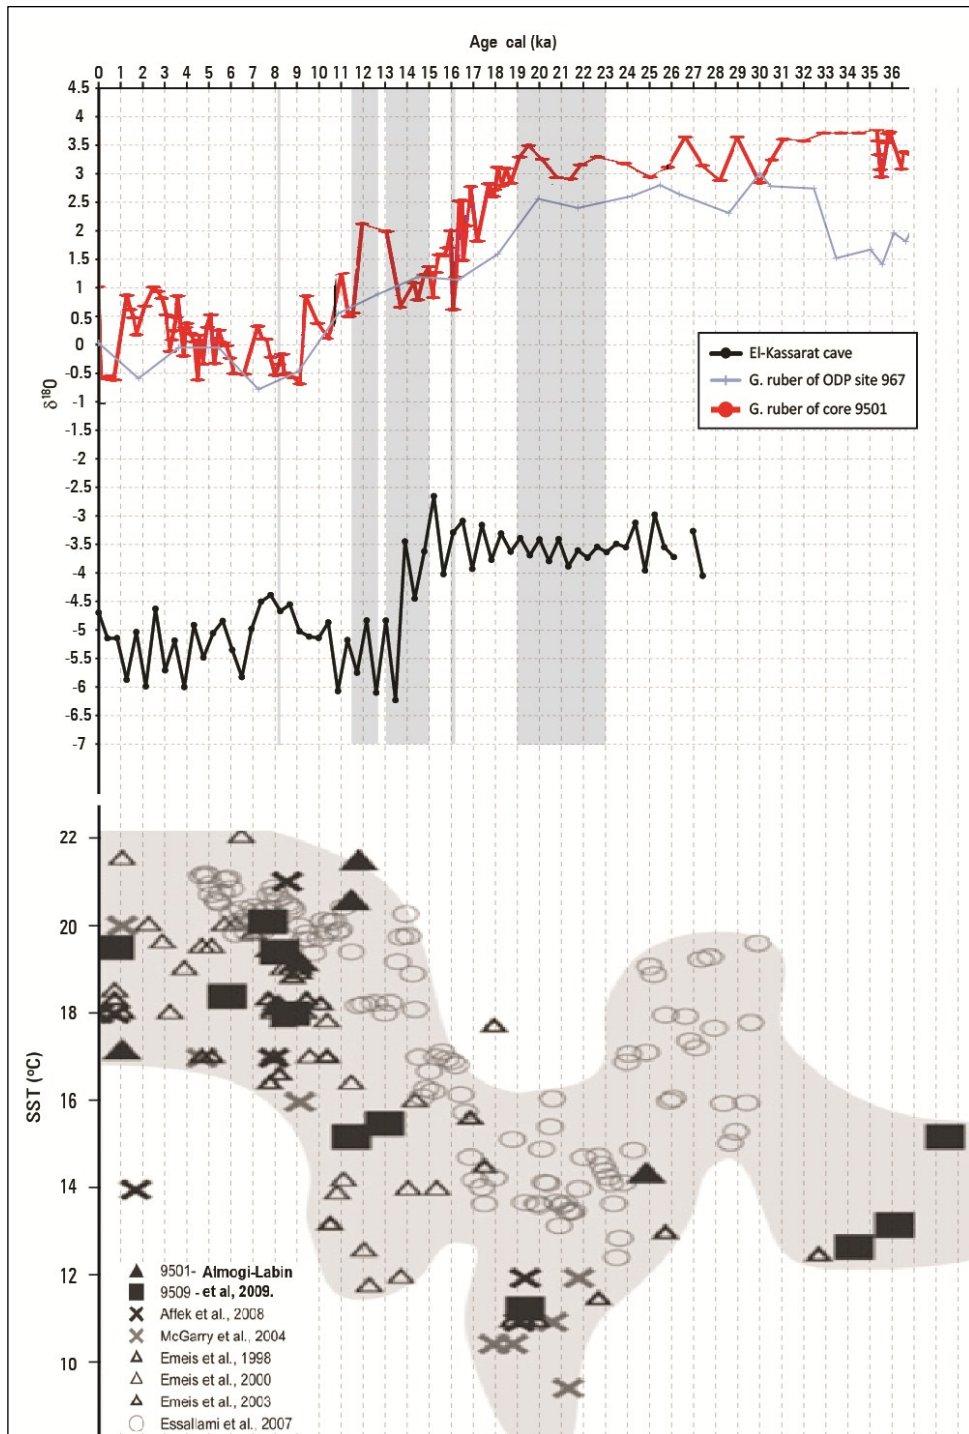 Age cal (ka)
0 1 2 3 4 5 6 7 8 9 10 11 12 13 14 15 16 17 18 19 20 21 22 23 24 25 26 27 28 29 30 31 32 33 34 35 36
4.5
4
3.5
3
2.5
2
1.5
1
0.5
0
-0.5
-1
-1.5
-2
-2.5
-3
-3.5
-4
-4.5
-5
-5.5
-6
-6.5
-7
δ¹⁸O
El-Kassarat cave
G. ruber of ODP site 967
G. ruber of core 9501
22
20
18
16
14
12
10
SST (ºC)
9501- Almogi-Labin
9509 - et al, 2009.
Affek et al., 2008
McGarry et al., 2004
Emeis et al., 1998
Emeis et al., 2000
Emeis et al., 2003
Essallami et al., 2007